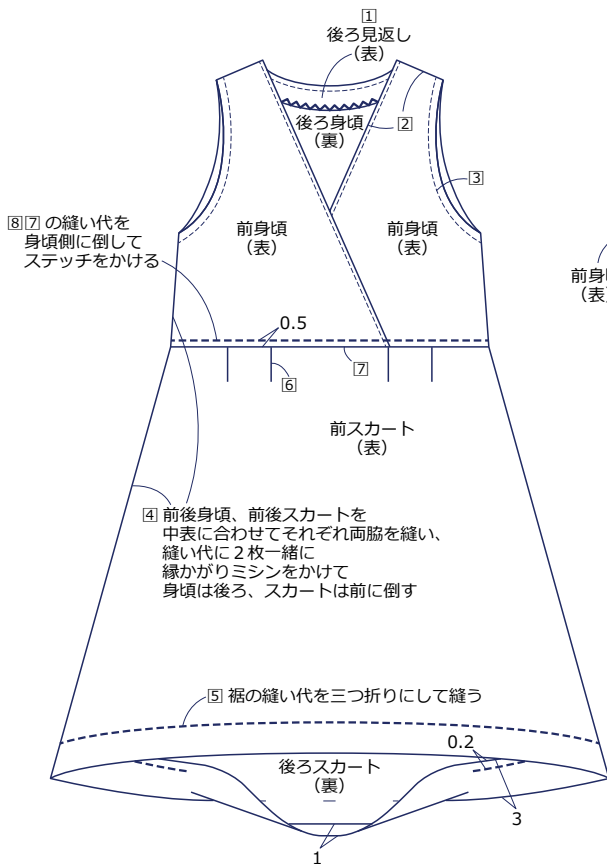 1
後ろ見返し
（表）
後ろ身頃
（裏）
2
3
8 7 の縫い代を
身頃側に倒して
ステッチをかける
前身頃
（表）
前身頃
（表）
0.5
7
6
前スカート
（表）
4 前後身頃、前後スカートを
中表に合わせてそれぞれ両脇を縫い、
縫い代に２枚一緒に
縁かがりミシンをかけて
身頃は後ろ、スカートは前に倒す
5 裾の縫い代を三つ折りにして縫う
0.2
後ろスカート
（裏）
3
1
前身
（表